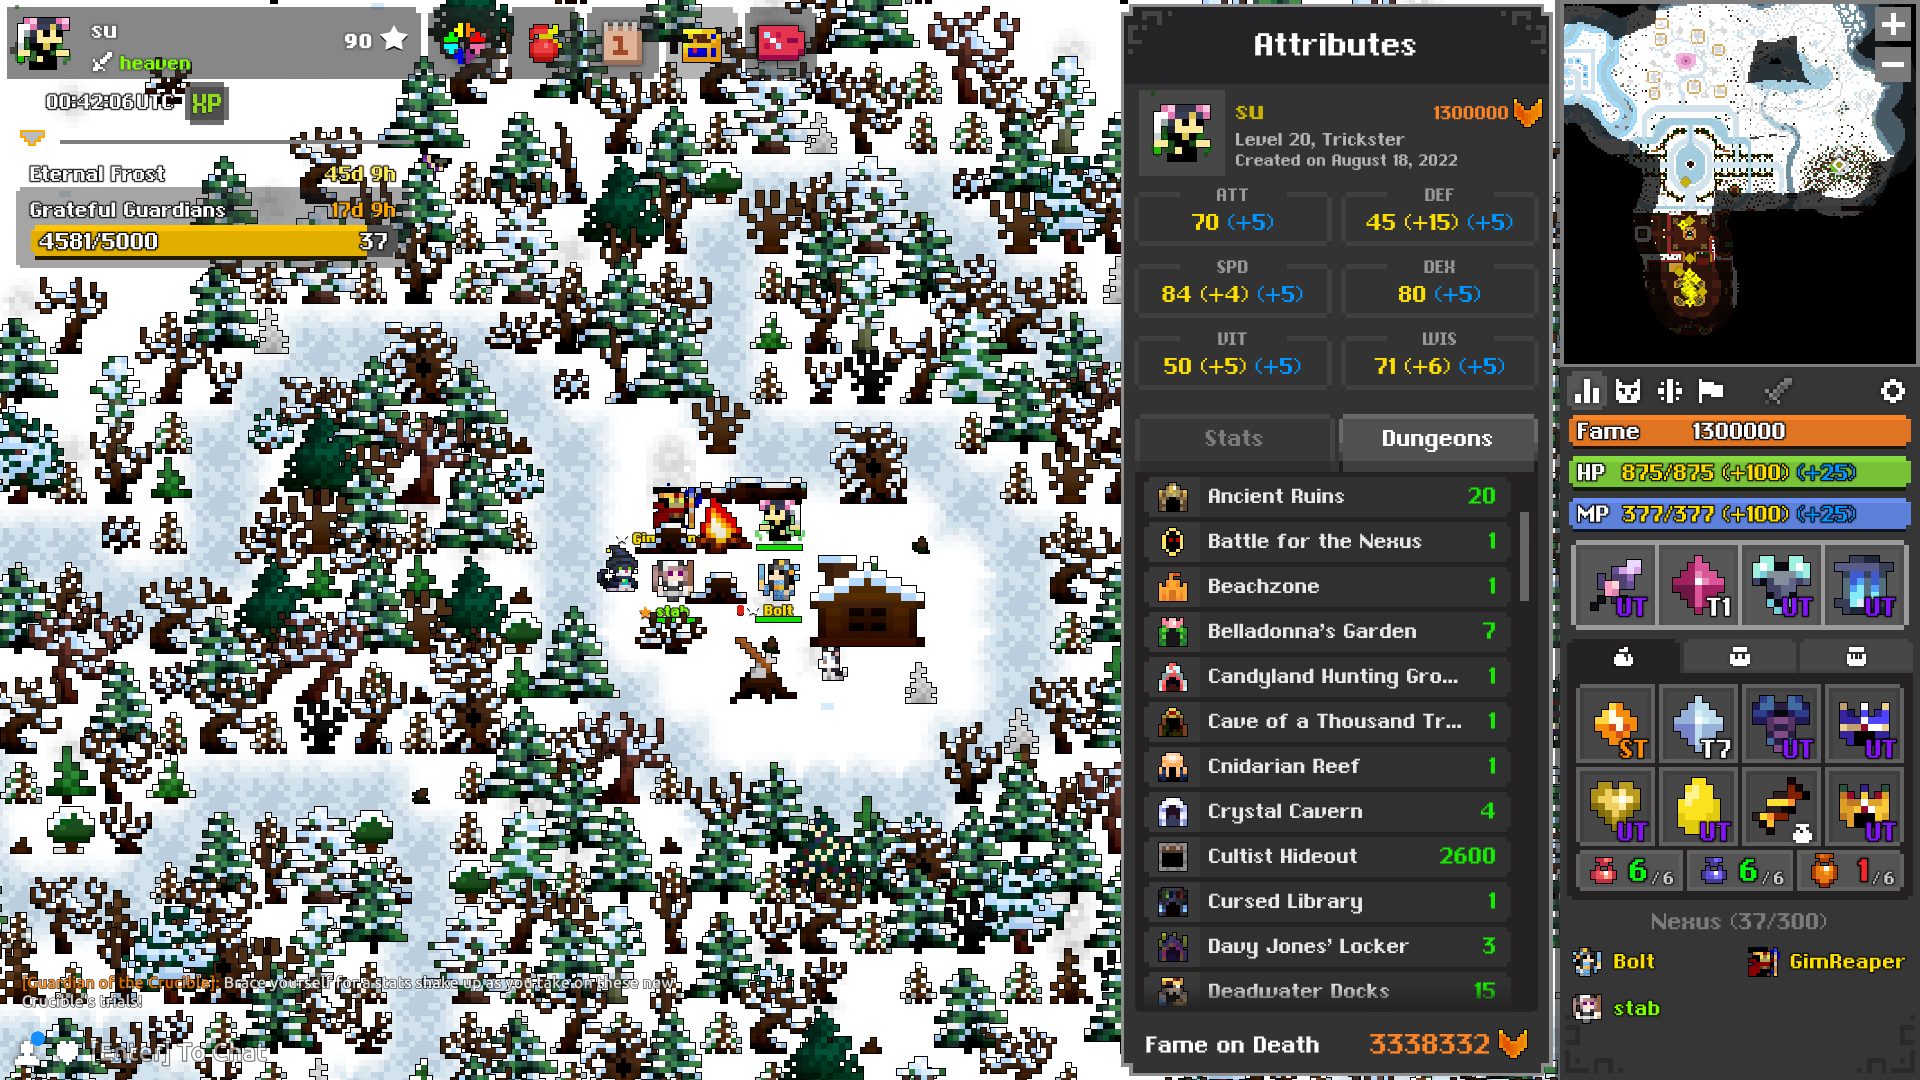 su
90
heaven
00:42:06 UTC
XP
Eternal Frost 45d 9h
Grateful Guardians 17d 9h
4581/5000 37
stab
Bolt
[Guardian of the Crucible]: Brace yourself for a stats shake up as you take on these new
Crucible's trials!
[Enter] To Chat
Attributes
su 1300000
Level 20, Trickster
Created on August 18, 2022
ATT DEF
70 (+5) 45 (+15) (+5)
SPD DEX
84 (+4) (+5) 80 (+5)
VIT WIS
50 (+5) (+5) 71 (+6) (+5)
Stats Dungeons
Ancient Ruins 20
Battle for the Nexus 1
Beachzone 1
Belladonna's Garden 7
Candyland Hunting Gro... 1
Cave of a Thousand Tr... 1
Cnidarian Reef 1
Crystal Cavern 4
Cultist Hideout 2600
Cursed Library 1
Davy Jones' Locker 3
Deadwater Docks 15
Fame on Death 3338332
Fame 1300000
HP 875/875 (+100) (+25)
MP 377/377 (+100) (+25)
UT T1 UT UT
ST T7 UT UT
UT UT UT
6/6 6/6 1/6
Nexus (37/300)
Bolt GimReaper
stab